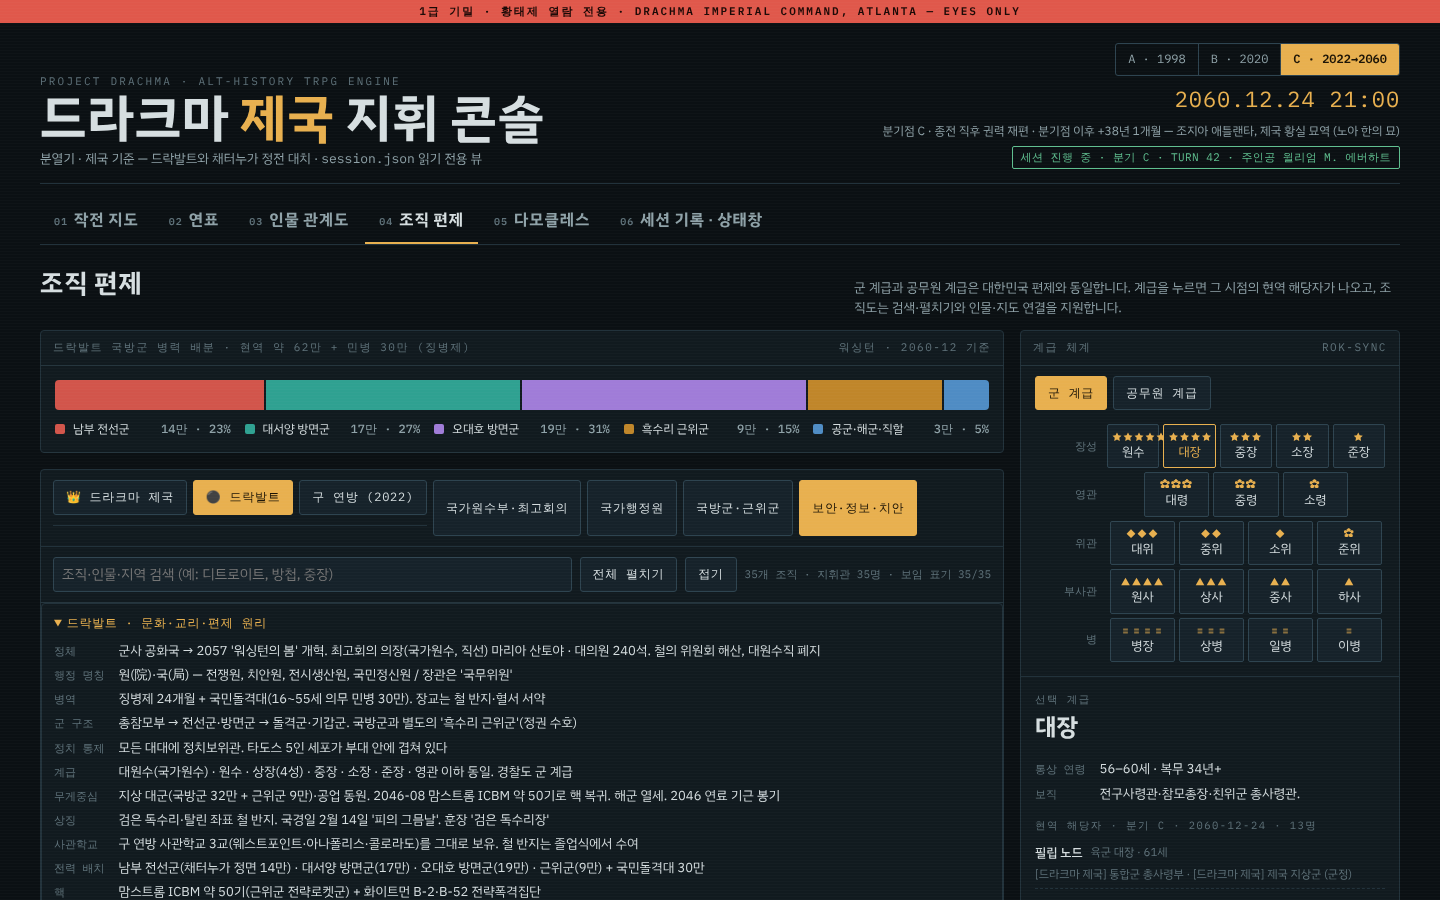 1급 기밀 · 황태제 열람 전용 · DRACHMA IMPERIAL COMMAND, ATLANTA — EYES ONLY
A · 1998 B · 2020 C · 2022→2060
PROJECT DRACHMA · ALT-HISTORY TRPG ENGINE
드라크마 제국 지휘 콘솔
2060.12.24 21:00
분기점 C · 종전 직후 권력 재편 · 분기점 이후 +38년 1개월 — 조지아 애틀랜타, 제국 황실 묘역 (노아 한의 묘)
분열기 · 제국 기준 — 드락발트와 채터누가 정전 대치 · session.json 읽기 전용 뷰
세션 진행 중 · 분기 C · TURN 42 · 주인공 윌리엄 M. 에버하트
01 작전 지도 02 연표 03 인물 관계도 04 조직 편제 05 다모클레스 06 세션 기록 · 상태창
조직 편제
군 계급과 공무원 계급은 대한민국 편제와 동일합니다. 계급을 누르면 그 시점의 현역 해당자가 나오고, 조
직도는 검색·펼치기와 인물·지도 연결을 지원합니다.
드락발트 국방군 병력 배분 · 현역 약 62만 + 민병 30만 (징병제)
워싱턴 · 2060-12 기준
남부 전선군 14만 · 23% 대서양 방면군 17만 · 27% 오대호 방면군 19만 · 31% 흑수리 근위군 9만 · 15% 공군·해군·직할 3만 · 5%
👑 드라크마 제국 ⚫ 드락발트 구 연방 (2022) 국가원수부·최고회의 국가행정원 국방군·근위군 보안·정보·치안
조직·인물·지역 검색 (예: 디트로이트, 방첩, 중장) 전체 펼치기 접기 35개 조직 · 지휘관 35명 · 보임 표기 35/35
▼ 드락발트 · 문화·교리·편제 원리
정체 군사 공화국 → 2057 '워싱턴의 봄' 개혁. 최고회의 의장(국가원수, 직선) 마리아 산토야 · 대의원 240석. 철의 위원회 해산, 대원수직 폐지
행정 명칭 원(院)·국(局) — 전쟁원, 치안원, 전시생산원, 국민정신원 / 장관은 '국무위원'
병역 징병제 24개월 + 국민돌격대(16~55세 의무 민병 30만). 장교는 철 반지·혈서 서약
군 구조 총참모부 → 전선군·방면군 → 돌격군·기갑군. 국방군과 별도의 '흑수리 근위군'(정권 수호)
정치 통제 모든 대대에 정치보위관. 타도스 5인 세포가 부대 안에 겹쳐 있다
계급 대원수(국가원수) · 원수 · 상장(4성) · 중장 · 소장 · 준장 · 영관 이하 동일. 경찰도 군 계급
무게중심 지상 대군(국방군 32만 + 근위군 9만)·공업 동원. 2046-08 맘스트롬 ICBM 약 50기로 핵 복귀. 해군 열세. 2046 연료 기근 봉기
상징 검은 독수리·탈린 좌표 철 반지. 국경일 2월 14일 '피의 그믐날'. 훈장 '검은 독수리장'
사관학교 구 연방 사관학교 3교(웨스트포인트·아나폴리스·콜로라도)를 그대로 보유. 철 반지는 졸업식에서 수여
전력 배치 남부 전선군(채터누가 정면 14만) · 대서양 방면군(17만) · 오대호 방면군(19만) · 근위군(9만) + 국민돌격대 30만
핵 맘스트롬 ICBM 약 50기(근위군 전략로켓군) + 화이트먼 B-2·B-52 전략폭격집단
계급 체계 ROK-SYNC
군 계급 공무원 계급
장성 ★★★★★ 원수 ★★★★ 대장 ★★★ 중장 ★★ 소장 ★ 준장
영관 ✿✿✿ 대령 ✿✿ 중령 ✿ 소령
위관 ◆◆◆ 대위 ◆◆ 중위 ◆ 소위 ✿ 준위
부사관 ▲▲▲▲ 원사 ▲▲▲ 상사 ▲▲ 중사 ▲ 하사
병 ≡≡≡≡ 병장 ≡≡≡ 상병 ≡≡ 일병 ≡ 이병
선택 계급
대장
통상 연령 56–60세 · 복무 34년+
보직 전구사령관·참모총장·친위군 총사령관.
현역 해당자 · 분기 C · 2060-12-24 · 13명
필립 노드 육군 대장 · 61세
[드라크마 제국] 통합군 총사령부 · [드라크마 제국] 제국 지상군 (군정)